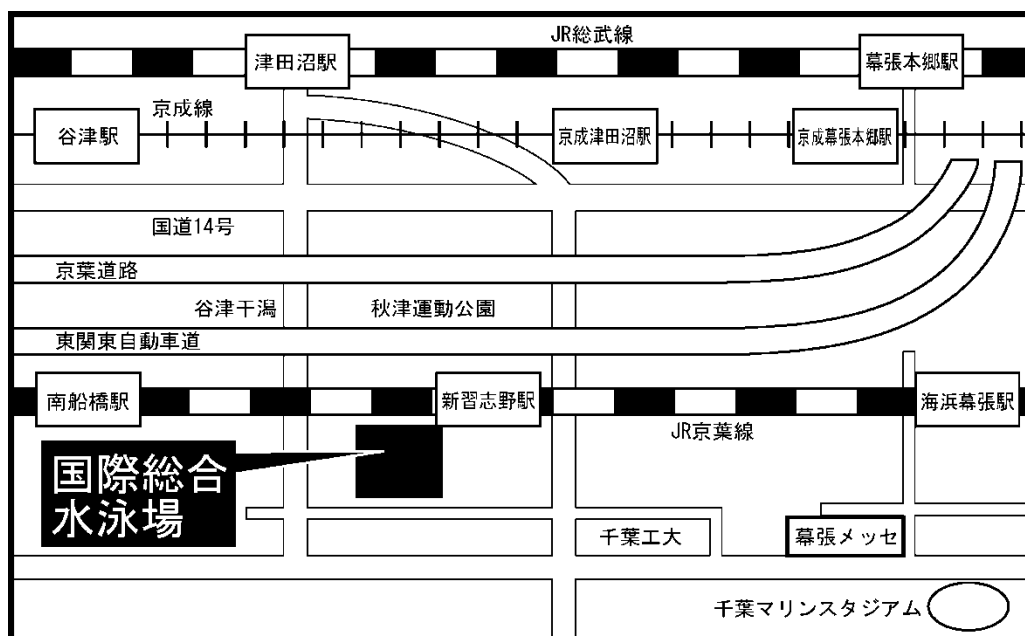 JR総武線
津田沼駅
幕張本郷駅
京成線
谷津駅
京成津田沼駅
京成幕張本郷駅
国道14号
京葉道路
谷津干潟
秋津運動公園
東関東自動車道
南船橋駅
新習志野駅
海浜幕張駅
JR京葉線
国際総合
水泳場
千葉工大
幕張メッセ
千葉マリンスタジアム